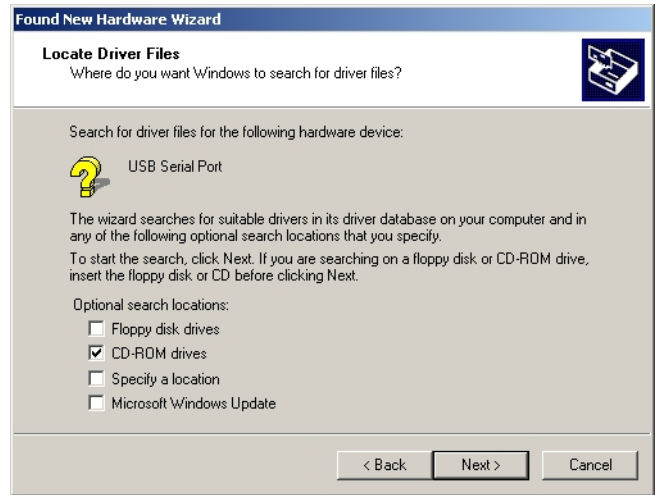 Found New Hardware Wizard
Locate Driver Files
Where do you want Windows to search for driver files?
Search for driver files for the following hardware device:
USB Serial Port
The wizard searches for suitable drivers in its driver database on your computer and in
any of the following optional search locations that you specify.
To start the search, click Next. If you are searching on a floppy disk or CD-ROM drive,
insert the floppy disk or CD before clicking Next.
Optional search locations:
Floppy disk drives
CD-ROM drives
Specify a location
Microsoft Windows Update
< Back Next > Cancel